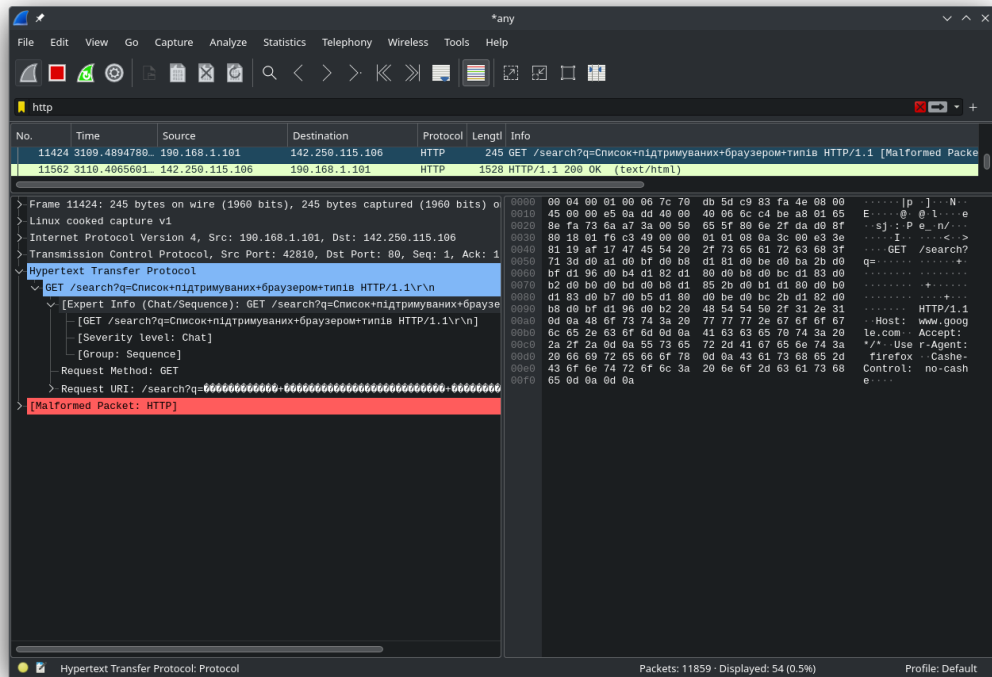 *any
File Edit View Go Capture Analyze Statistics Telephony Wireless Tools Help
http
No. Time Source Destination Protocol Lengtl Info
11424 3109.4894780… 190.168.1.101 142.250.115.106 HTTP 245 GET /search?q=Список+підтримуваних+браузером+типів HTTP/1.1 [Malformed Packe
11562 3110.4065601… 142.250.115.106 190.168.1.101 HTTP 1528 HTTP/1.1 200 OK (text/html)
Frame 11424: 245 bytes on wire (1960 bits), 245 bytes captured (1960 bits) o
Linux cooked capture v1
Internet Protocol Version 4, Src: 190.168.1.101, Dst: 142.250.115.106
Transmission Control Protocol, Src Port: 42810, Dst Port: 80, Seq: 1, Ack: 1
Hypertext Transfer Protocol
GET /search?q=Список+підтримуваних+браузером+типів HTTP/1.1\r\n
[Expert Info (Chat/Sequence): GET /search?q=Список+підтримуваних+браузе
[GET /search?q=Список+підтримуваних+браузером+типів HTTP/1.1\r\n]
[Severity level: Chat]
[Group: Sequence]
Request Method: GET
Request URI: /search?q=������������+��������������������������+��������
[Malformed Packet: HTTP]
0000 00 04 00 01 00 06 7c 70 db 5d c9 83 fa 4e 08 00 ······|p ·]···N··
0010 45 00 00 e5 0a dd 40 00 40 06 6c c4 be a8 01 65 E·····@· @·l····e
0020 8e fa 73 6a a7 3a 00 50 65 5f 80 6e 2f da d0 8f ··sj·:·P e_·n/···
0030 80 18 01 f6 c3 49 00 00 01 01 08 0a 3c 00 e3 3e ·····I·· ····<··>
0040 81 19 af 17 47 45 54 20 2f 73 65 61 72 63 68 3f ····GET /search?
0050 71 3d d0 a1 d0 bf d0 b8 d1 81 d0 be d0 ba 2b d0 q=······ ······+·
0060 bf d1 96 d0 b4 d1 82 d1 80 d0 b8 d0 bc d1 83 d0 ········ ········
0070 b2 d0 b0 d0 bd d0 b8 d1 85 2b d0 b1 d1 80 d0 b0 ········ ·+······
0080 d1 83 d0 b7 d0 b5 d1 80 d0 be d0 bc 2b d1 82 d0 ········ ····+···
0090 b8 d0 bf d1 96 d0 b2 20 48 54 54 50 2f 31 2e 31 ······· HTTP/1.1
00a0 0d 0a 48 6f 73 74 3a 20 77 77 77 2e 67 6f 6f 67 ··Host: www.goog
00b0 6c 65 2e 63 6f 6d 0d 0a 41 63 63 65 70 74 3a 20 le.com·· Accept:
00c0 2a 2f 2a 0d 0a 55 73 65 72 2d 41 67 65 6e 74 3a */*··Use r-Agent:
00d0 20 66 69 72 65 66 6f 78 0d 0a 43 61 73 68 65 2d firefox ··Cashe-
00e0 43 6f 6e 74 72 6f 6c 3a 20 6e 6f 2d 63 61 73 68 Control: no-cash
00f0 65 0d 0a 0d 0a e····
Hypertext Transfer Protocol: Protocol Packets: 11859 · Displayed: 54 (0.5%) Profile: Default